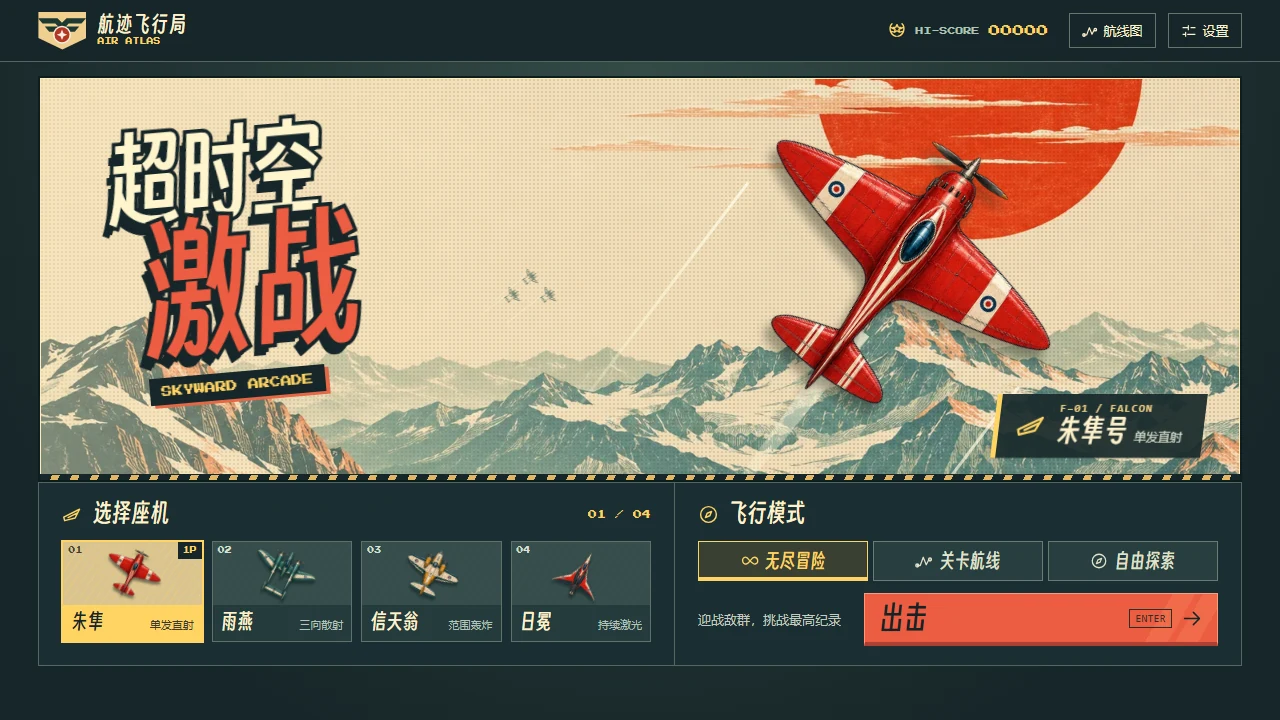 航迹飞行局
AIR ATLAS
HI-SCORE 00000
航线图
设置
超时空
激战
SKYWARD ARCADE
F-01 / FALCON
朱隼号 单发直射
选择座机
01 / 04
01 1P
朱隼 单发直射
02
雨燕 三向散射
03
信天翁 范围轰炸
04
日冕 持续激光
飞行模式
无尽冒险
关卡航线
自由探索
迎战敌群，挑战最高纪录
出击 ENTER